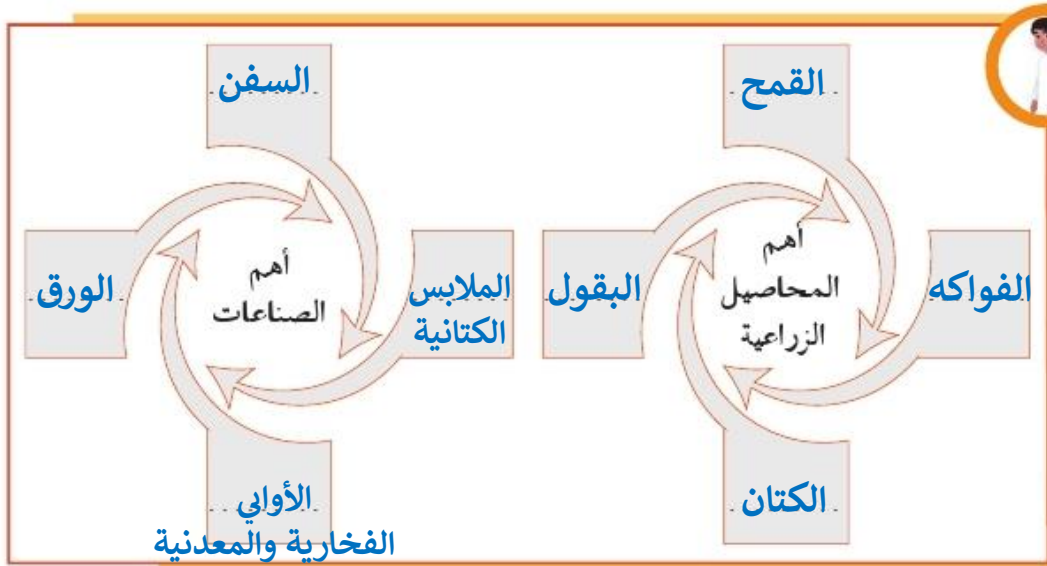 القمح
الفواكه
أهم
المحاصيل
الزراعية
البقول
الكتان
السفن
الملابس
الكتانية
أهم
الصناعات
الورق
الأواني
الفخارية والمعدنية